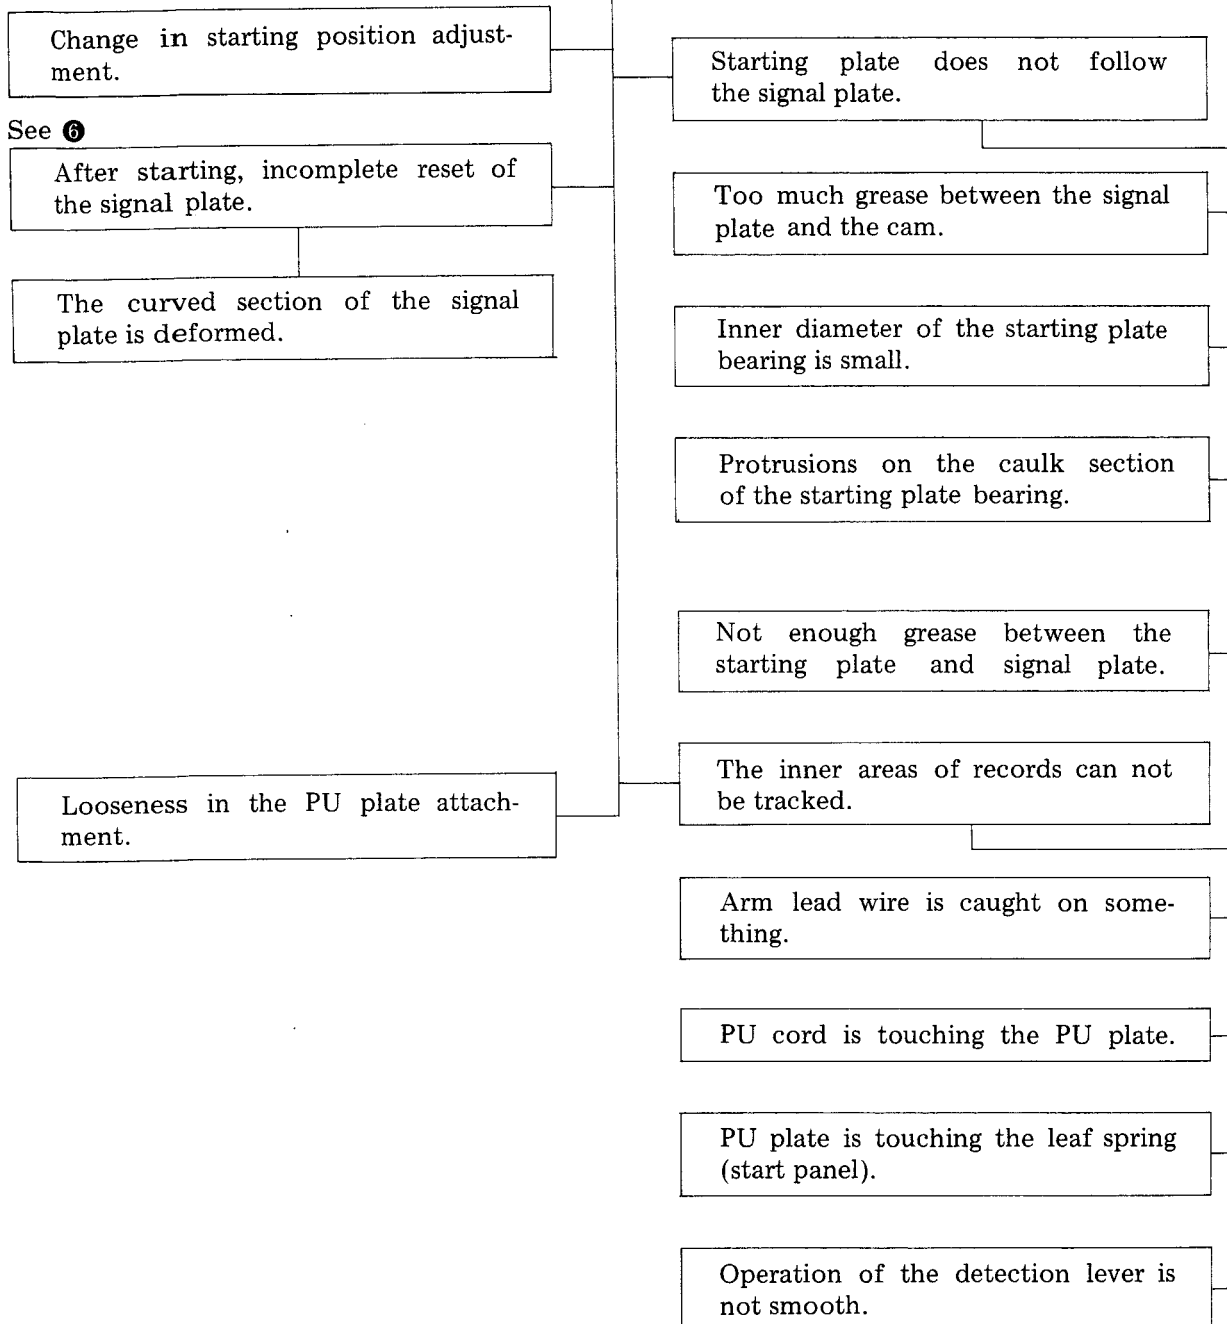 Change in starting position adjust-
ment.
See ❻
After starting, incomplete reset of
the signal plate.
The curved section of the signal
plate is deformed.
Looseness in the PU plate attach-
ment.
Starting plate does not follow
the signal plate.
Too much grease between the signal
plate and the cam.
Inner diameter of the starting plate
bearing is small.
Protrusions on the caulk section
of the starting plate bearing.
Not enough grease between the
starting plate and signal plate.
The inner areas of records can not
be tracked.
Arm lead wire is caught on some-
thing.
PU cord is touching the PU plate.
PU plate is touching the leaf spring
(start panel).
Operation of the detection lever is
not smooth.